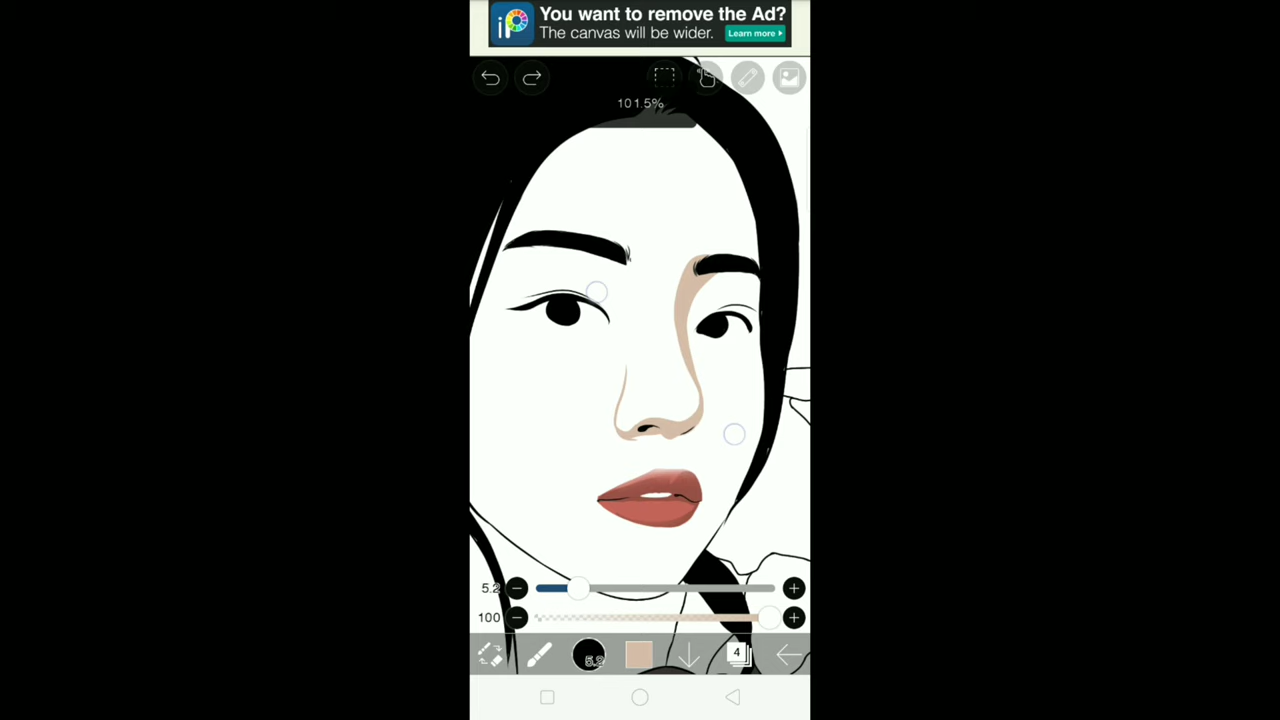 iP
You want to remove the Ad?
The canvas will be wider.
Learn more
101.5%
5.2
100
5.2
4